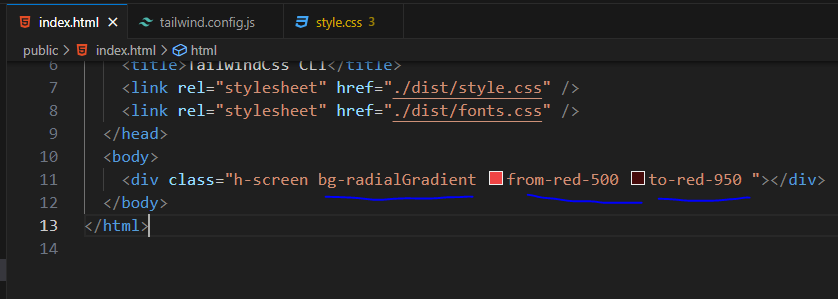 index.html
tailwind.config.js
style.css 3
public > index.html > html
6 <title>TailwindCss CLI</title>
7 <link rel="stylesheet" href="./dist/style.css" />
8 <link rel="stylesheet" href="./dist/fonts.css" />
9 </head>
10 <body>
11 <div class="h-screen bg-radialGradient from-red-500 to-red-950 "></div>
12 </body>
13 </html>
14